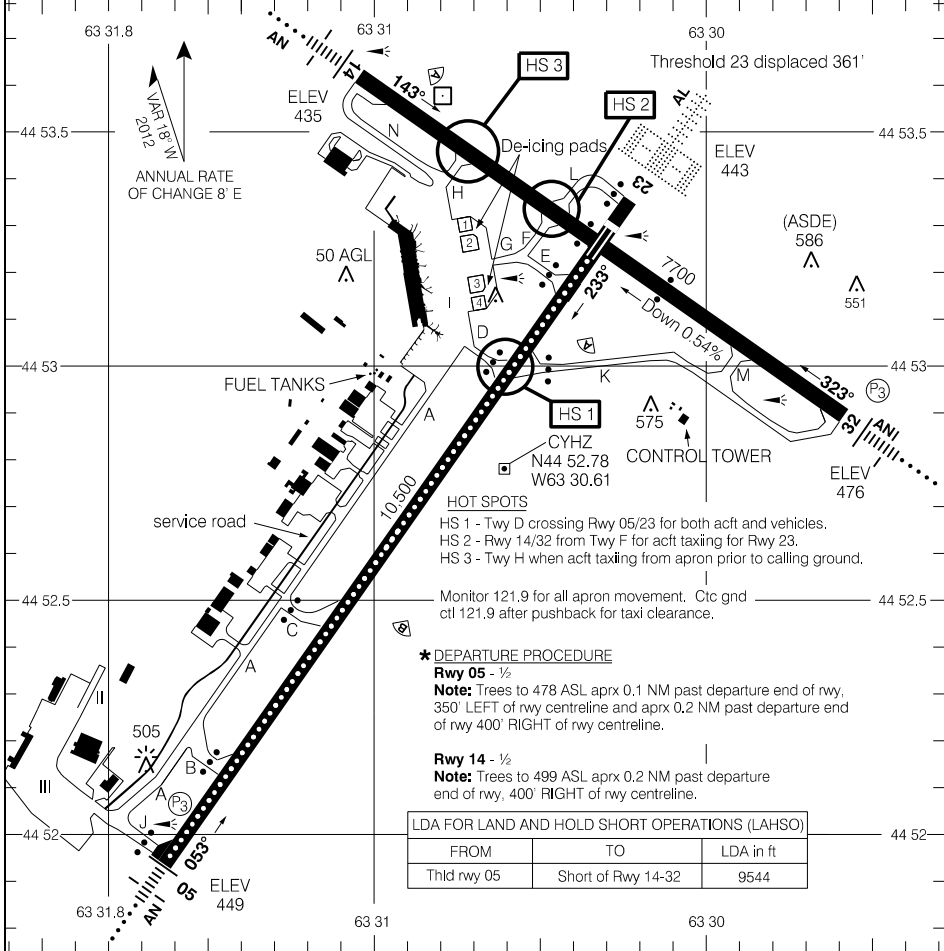 63 31.8
63 31
63 30
Threshold 23 displaced 361'
AN
14
143°
A
HS 3
HS 2
AL
VAR 18° W
2012
ANNUAL RATE
OF CHANGE 8' E
ELEV
435
44 53.5
44 53.5
N
De-icing pads
H
L
23
ELEV
443
1
2
G
F
E
3
4
50 AGL
I
D
233°
7700
Down 0.54%
(ASDE)
586
551
44 53
44 53
A
K
M
323°
P3
32
AN
FUEL TANKS
A
HS 1
575
CONTROL TOWER
ELEV
476
CYHZ
N44 52.78
W63 30.61
10,500
service road
HOT SPOTS
HS 1 - Twy D crossing Rwy 05/23 for both acft and vehicles.
HS 2 - Rwy 14/32 from Twy F for acft taxiing for Rwy 23.
HS 3 - Twy H when acft taxiing from apron prior to calling ground.
Monitor 121.9 for all apron movement. Ctc gnd
ctl 121.9 after pushback for taxi clearance.
44 52.5
44 52.5
C
A
B
* DEPARTURE PROCEDURE
Rwy 05 - ½
Note: Trees to 478 ASL aprx 0.1 NM past departure end of rwy,
350' LEFT of rwy centreline and aprx 0.2 NM past departure end
of rwy 400' RIGHT of rwy centreline.
Rwy 14 - ½
Note: Trees to 499 ASL aprx 0.2 NM past departure
end of rwy, 400' RIGHT of rwy centreline.
II
505
III
B
A
P3
J
44 52
44 52
053°
05
AN
ELEV
449
LDA FOR LAND AND HOLD SHORT OPERATIONS (LAHSO)
FROM TO LDA in ft
Thld rwy 05 Short of Rwy 14-32 9544
63 31.8
63 31
63 30